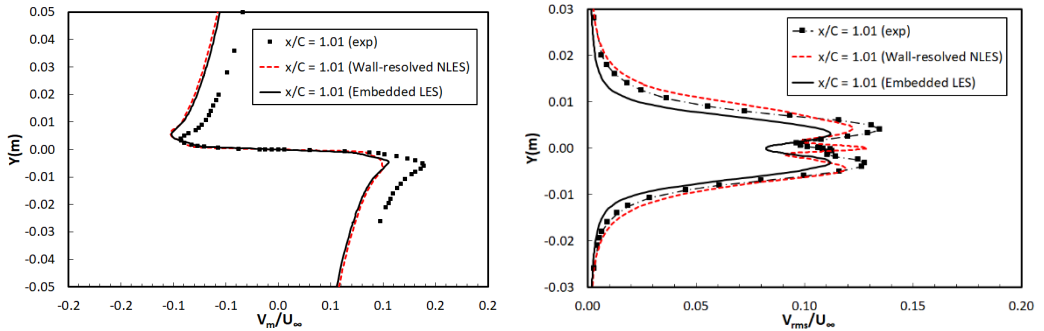 0.05
0.04
0.03
0.02
0.01
0.00
-0.01
-0.02
-0.03
-0.04
-0.05
Y(m)
x/C = 1.01 (exp)
x/C = 1.01 (Wall-resolved NLES)
x/C = 1.01 (Embedded LES)
-0.2 -0.2 -0.1 -0.1 0.0 0.1 0.1 0.2 0.2
Vm/U∞
0.03
0.02
0.01
0.00
-0.01
-0.02
-0.03
Y(m)
x/C = 1.01 (exp)
x/C = 1.01 (Wall-resolved NLES)
x/C = 1.01 (Embedded LES)
0.00 0.05 0.10 0.15 0.20
Vrms/U∞